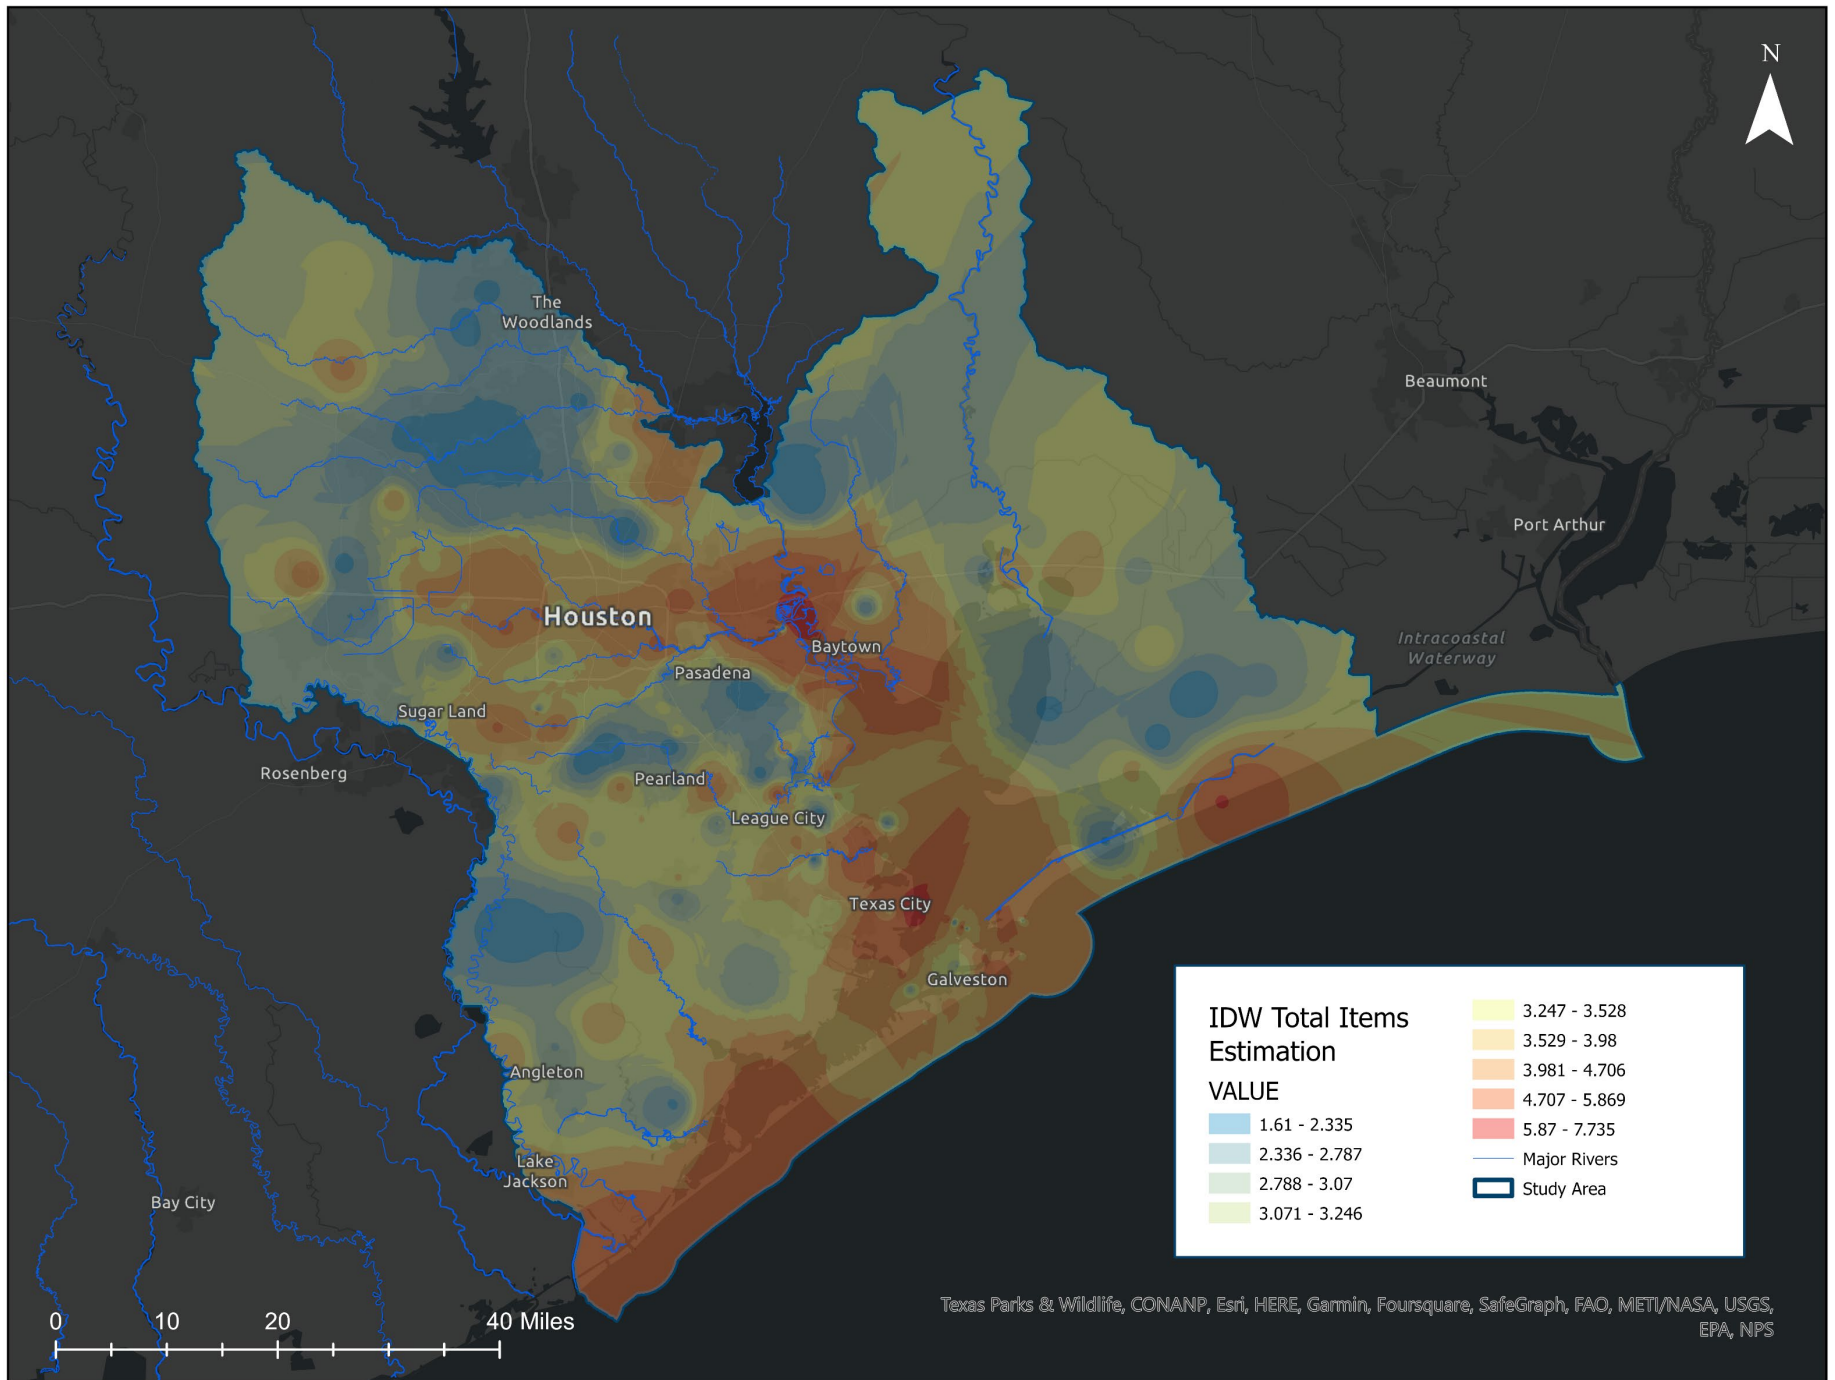 N
The
Woodlands
Beaumont
Port Arthur
Houston
Intracoastal
Waterway
Baytown
Pasadena
Sugar Land
Rosenberg
Pearland
League City
Texas City
Galveston
Angleton
Lake
Jackson
Bay City
IDW Total Items
Estimation
VALUE
1.61 - 2.335
2.336 - 2.787
2.788 - 3.07
3.071 - 3.246
3.247 - 3.528
3.529 - 3.98
3.981 - 4.706
4.707 - 5.869
5.87 - 7.735
Major Rivers
Study Area
0 10 20 40 Miles
Texas Parks & Wildlife, CONANP, Esri, HERE, Garmin, Foursquare, SafeGraph, FAO, METI/NASA, USGS,
EPA, NPS